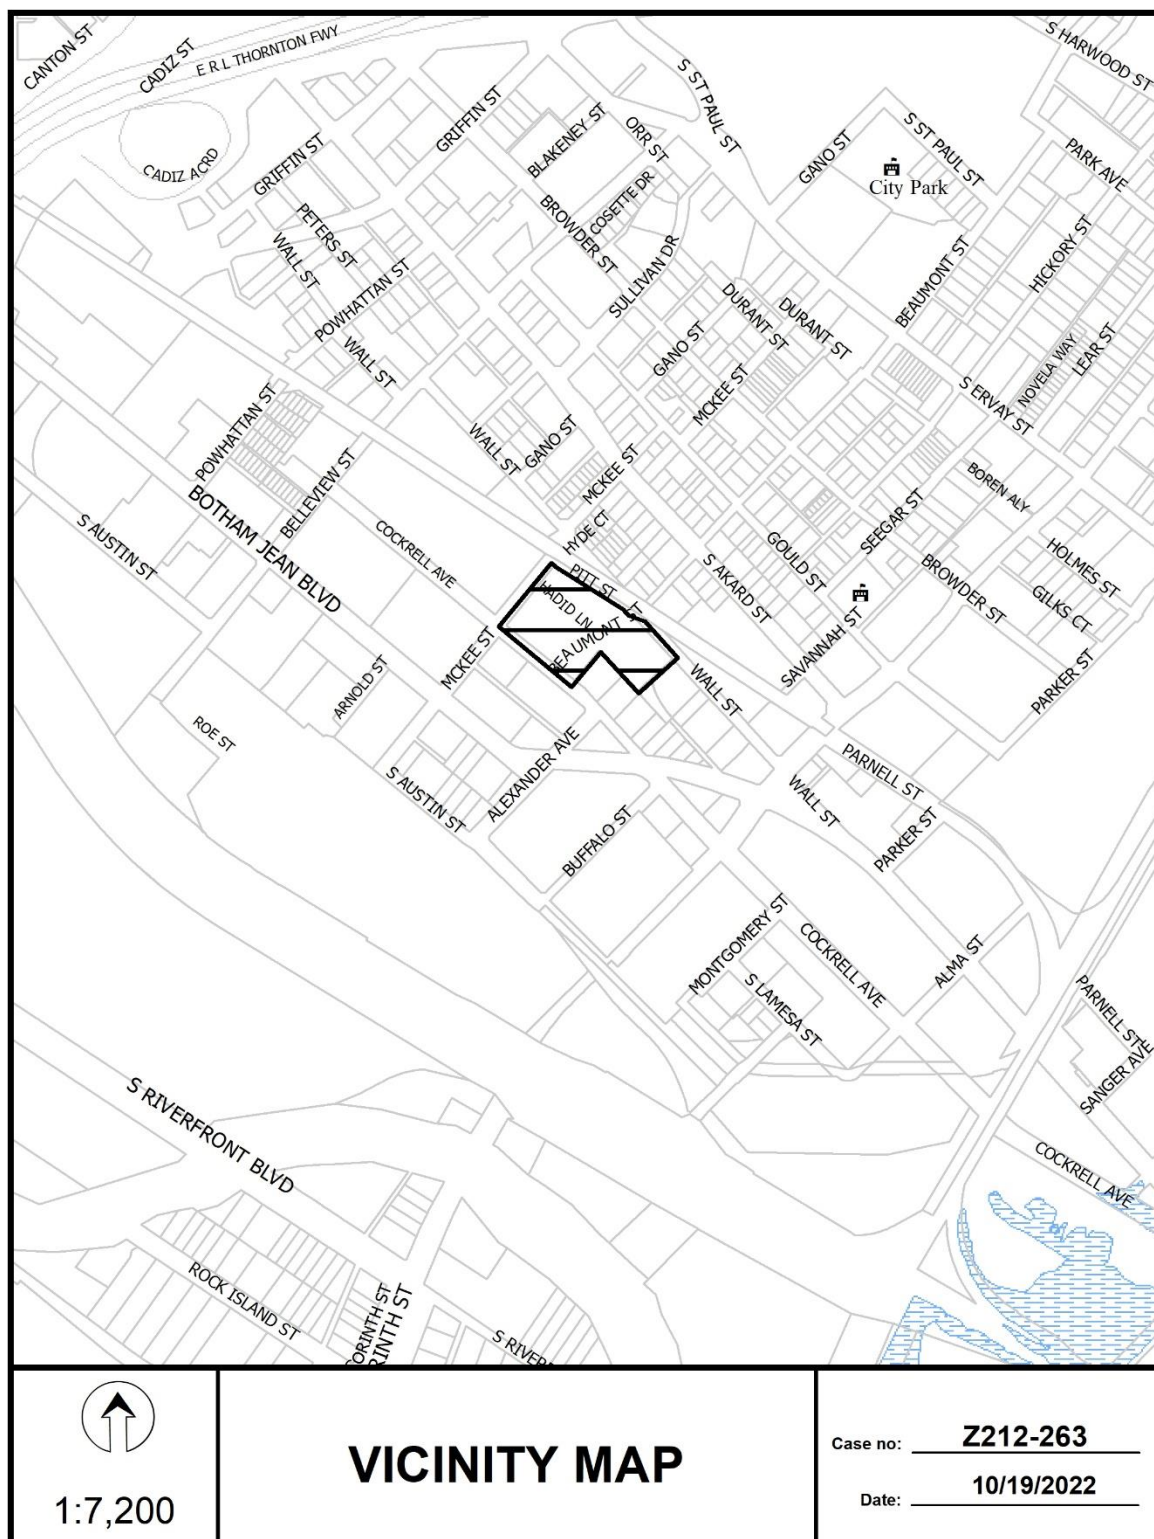 CANTON ST
CADIZ ST
E R L THORNTON FWY
S HARWOOD ST
S ST PAUL ST
GRIFFIN ST
BLAKENEY ST
ORR ST
GANO ST
S ST PAUL ST
PARK AVE
CADIZ ACRD
GRIFFIN ST
City Park
COSETTE DR
BROWDER ST
PETERS ST
WALL ST
SULLIVAN DR
HICKORY ST
BEAUMONT ST
POWHATTAN ST
DURANT ST
DURANT ST
WALL ST
GANO ST
NOVELA WAY
LEAR ST
MCKEE ST
S ERVAY ST
POWHATTAN ST
WALL ST
GANO ST
MCKEE ST
BELLEVIEW ST
BOREN ALY
BOTHAM JEAN BLVD
S AUSTIN ST
COCKRELL AVE
HYDE CT
SEEGAR ST
GOULD ST
S AKARD ST
HOLMES ST
BROWDER ST
GILKS CT
PITT ST
HADID LN
ST
BEAUMONT
MCKEE ST
SAVANNAH ST
PARKER ST
ARNOLD ST
WALL ST
ROE ST
ALEXANDER AVE
PARNELL ST
S AUSTIN ST
WALL ST
BUFFALO ST
PARKER ST
MONTGOMERY ST
COCKRELL AVE
ALMA ST
S LAMESA ST
PARNELL ST
SANGER AVE
S RIVERFRONT BLVD
COCKRELL AVE
ROCK ISLAND ST
CORINTH ST
RINTH ST
S RIVER
1:7,200
VICINITY MAP
Case no: Z212-263
Date: 10/19/2022